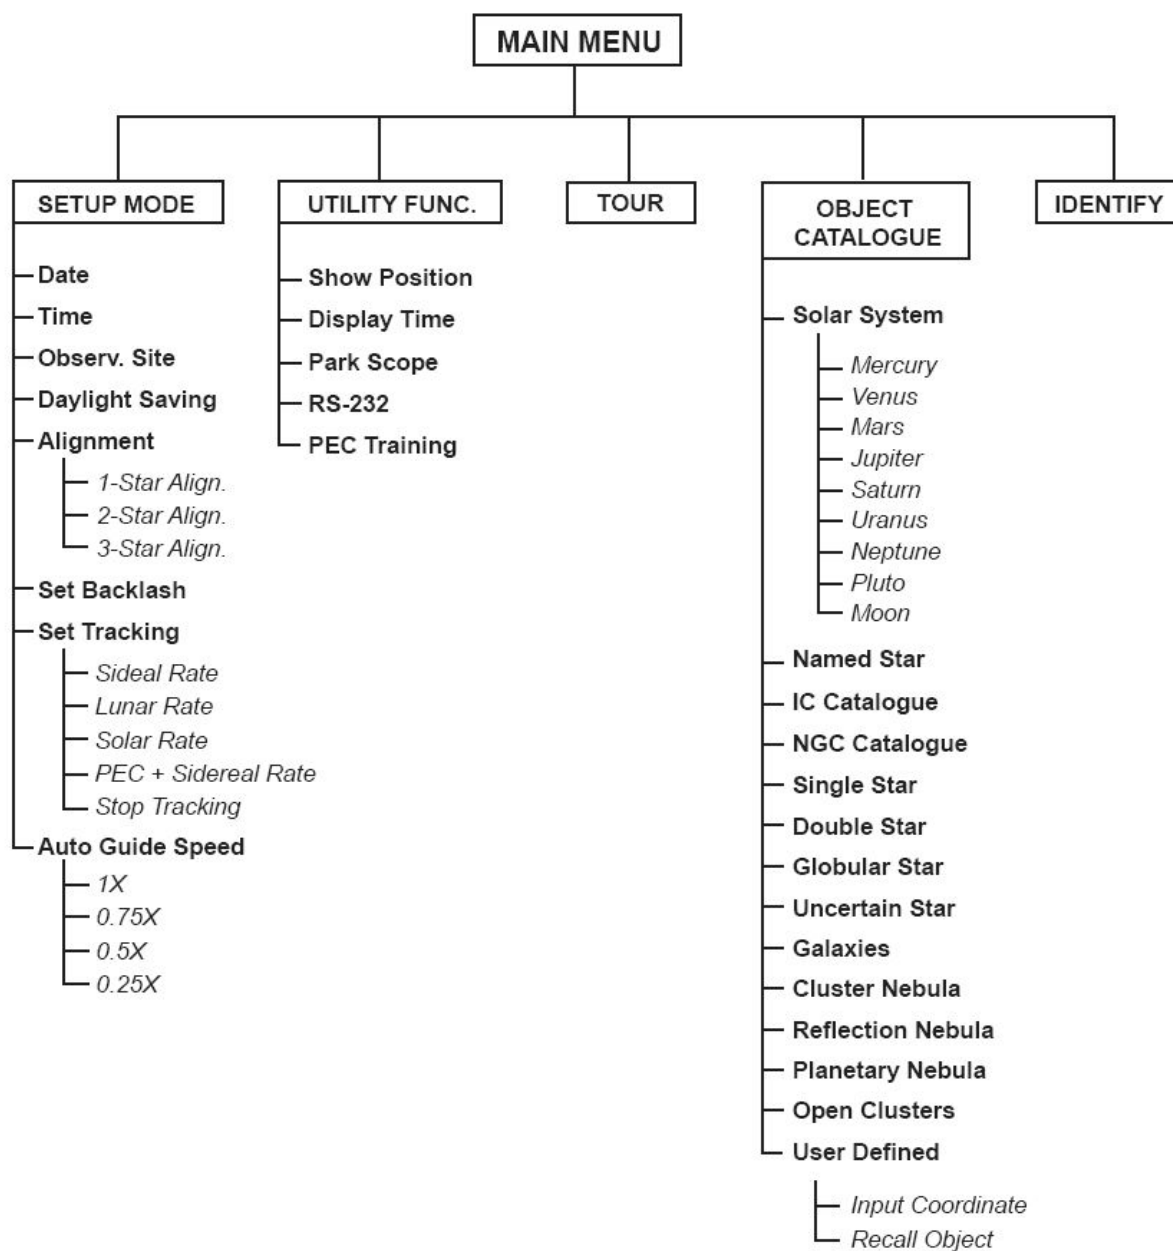 MAIN MENU
SETUP MODE
Date
Time
Observ. Site
Daylight Saving
Alignment
1-Star Align.
2-Star Align.
3-Star Align.
Set Backlash
Set Tracking
Sideal Rate
Lunar Rate
Solar Rate
PEC + Sidereal Rate
Stop Tracking
Auto Guide Speed
1X
0.75X
0.5X
0.25X
UTILITY FUNC.
Show Position
Display Time
Park Scope
RS-232
PEC Training
TOUR
OBJECT
CATALOGUE
Solar System
Mercury
Venus
Mars
Jupiter
Saturn
Uranus
Neptune
Pluto
Moon
Named Star
IC Catalogue
NGC Catalogue
Single Star
Double Star
Globular Star
Uncertain Star
Galaxies
Cluster Nebula
Reflection Nebula
Planetary Nebula
Open Clusters
User Defined
Input Coordinate
Recall Object
IDENTIFY